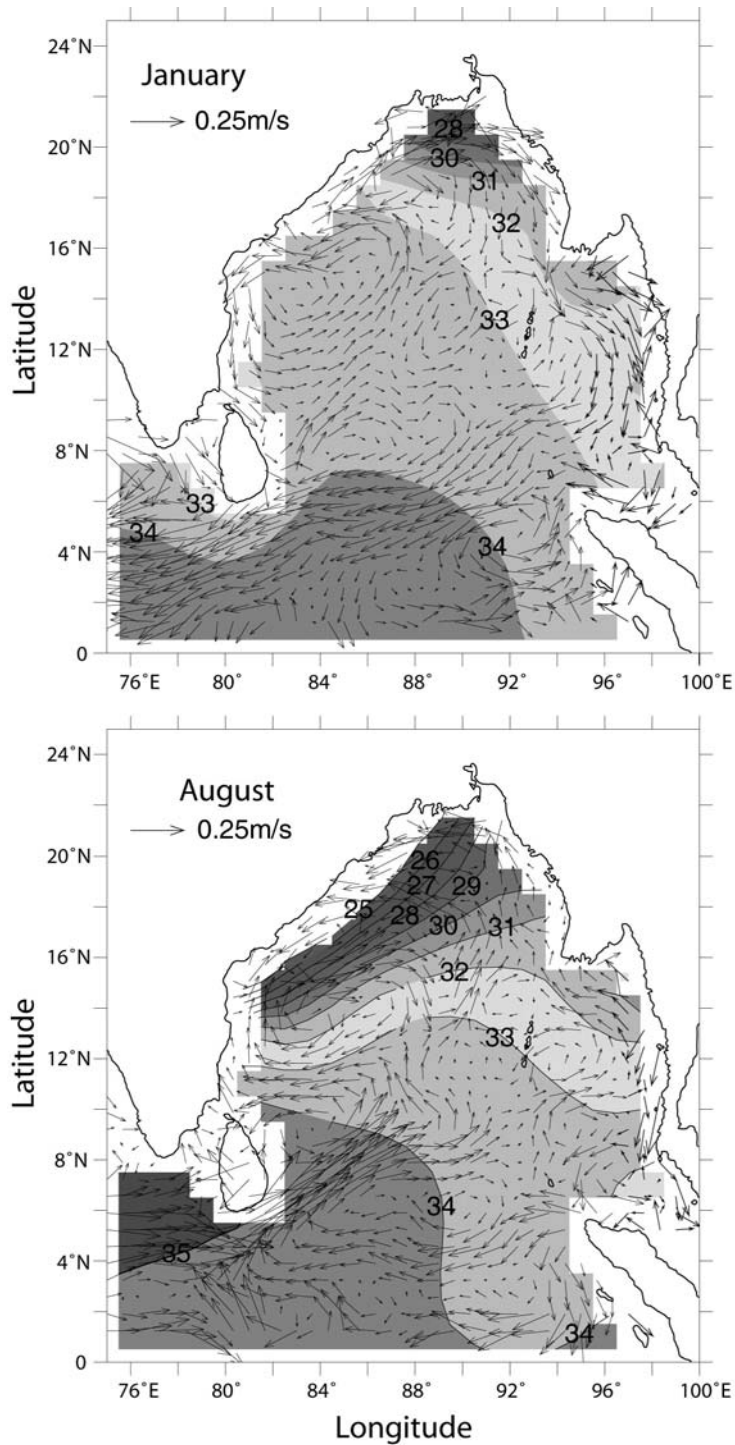 24˚N
January
0.25m/s
28
20˚N
30
31
32
16˚N
Latitude
33
12˚N
8˚N
33
34
34
4˚N
0
76˚E
80˚N
84˚N
88˚N
92˚N
96˚N
100˚E
24˚N
August
0.25m/s
20˚N
26
27
29
25
28
30
31
16˚N
32
Latitude
33
12˚N
8˚N
34
35
4˚N
34
0
76˚E
80˚N
84˚N
88˚N
92˚N
96˚N
100˚E
Longitude